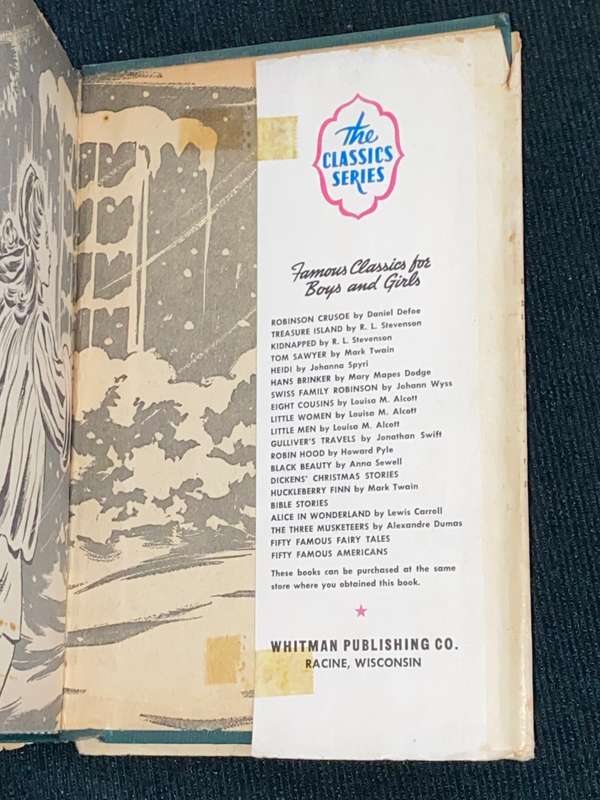 the
CLASSICS
SERIES
Famous Classics for
Boys and Girls
ROBINSON CRUSOE by Daniel Defoe
TREASURE ISLAND by R. L. Stevenson
KIDNAPPED by R. L. Stevenson
TOM SAWYER by Mark Twain
HEIDI by Johanna Spyri
HANS BRINKER by Mary Mapes Dodge
SWISS FAMILY ROBINSON by Johann Wyss
EIGHT COUSINS by Louisa M. Alcott
LITTLE WOMEN by Louisa M. Alcott
LITTLE MEN by Louisa M. Alcott
GULLIVER'S TRAVELS by Jonathan Swift
ROBIN HOOD by Howard Pyle
BLACK BEAUTY by Anna Sewell
DICKENS' CHRISTMAS STORIES
HUCKLEBERRY FINN by Mark Twain
BIBLE STORIES
ALICE IN WONDERLAND by Lewis Carroll
THE THREE MUSKETEERS by Alexandre Dumas
FIFTY FAMOUS FAIRY TALES
FIFTY FAMOUS AMERICANS
These books can be purchased at the same
store where you obtained this book.
WHITMAN PUBLISHING CO.
RACINE, WISCONSIN